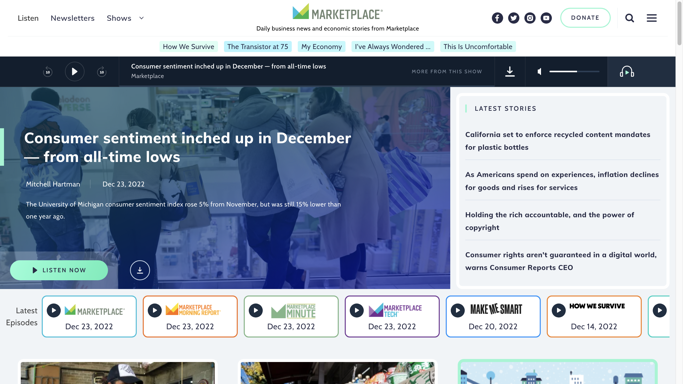 Listen
Newsletters
Shows
MARKETPLACE®
Daily business news and economic stories from Marketplace
DONATE
How We Survive
The Transistor at 75
My Economy
I've Always Wondered ...
This Is Uncomfortable
Consumer sentiment inched up in December — from all-time lows
Marketplace
MORE FROM THIS SHOW
Consumer sentiment inched up in December
— from all-time lows
Mitchell Hartman
Dec 23, 2022
The University of Michigan consumer sentiment index rose 5% from November, but was still 15% lower than
one year ago.
LISTEN NOW
LATEST STORIES
California set to enforce recycled content mandates
for plastic bottles
As Americans spend on experiences, inflation declines
for goods and rises for services
Holding the rich accountable, and the power of
copyright
Consumer rights aren't guaranteed in a digital world,
warns Consumer Reports CEO
Latest
Episodes
MARKETPLACE®
Dec 23, 2022
MARKETPLACE
MORNING REPORT
Dec 23, 2022
MARKETPLACE
MINUTE
Dec 23, 2022
MARKETPLACE
TECH
Dec 23, 2022
MAKE ME SMART
Dec 20, 2022
HOW WE SURVIVE
Dec 14, 2022